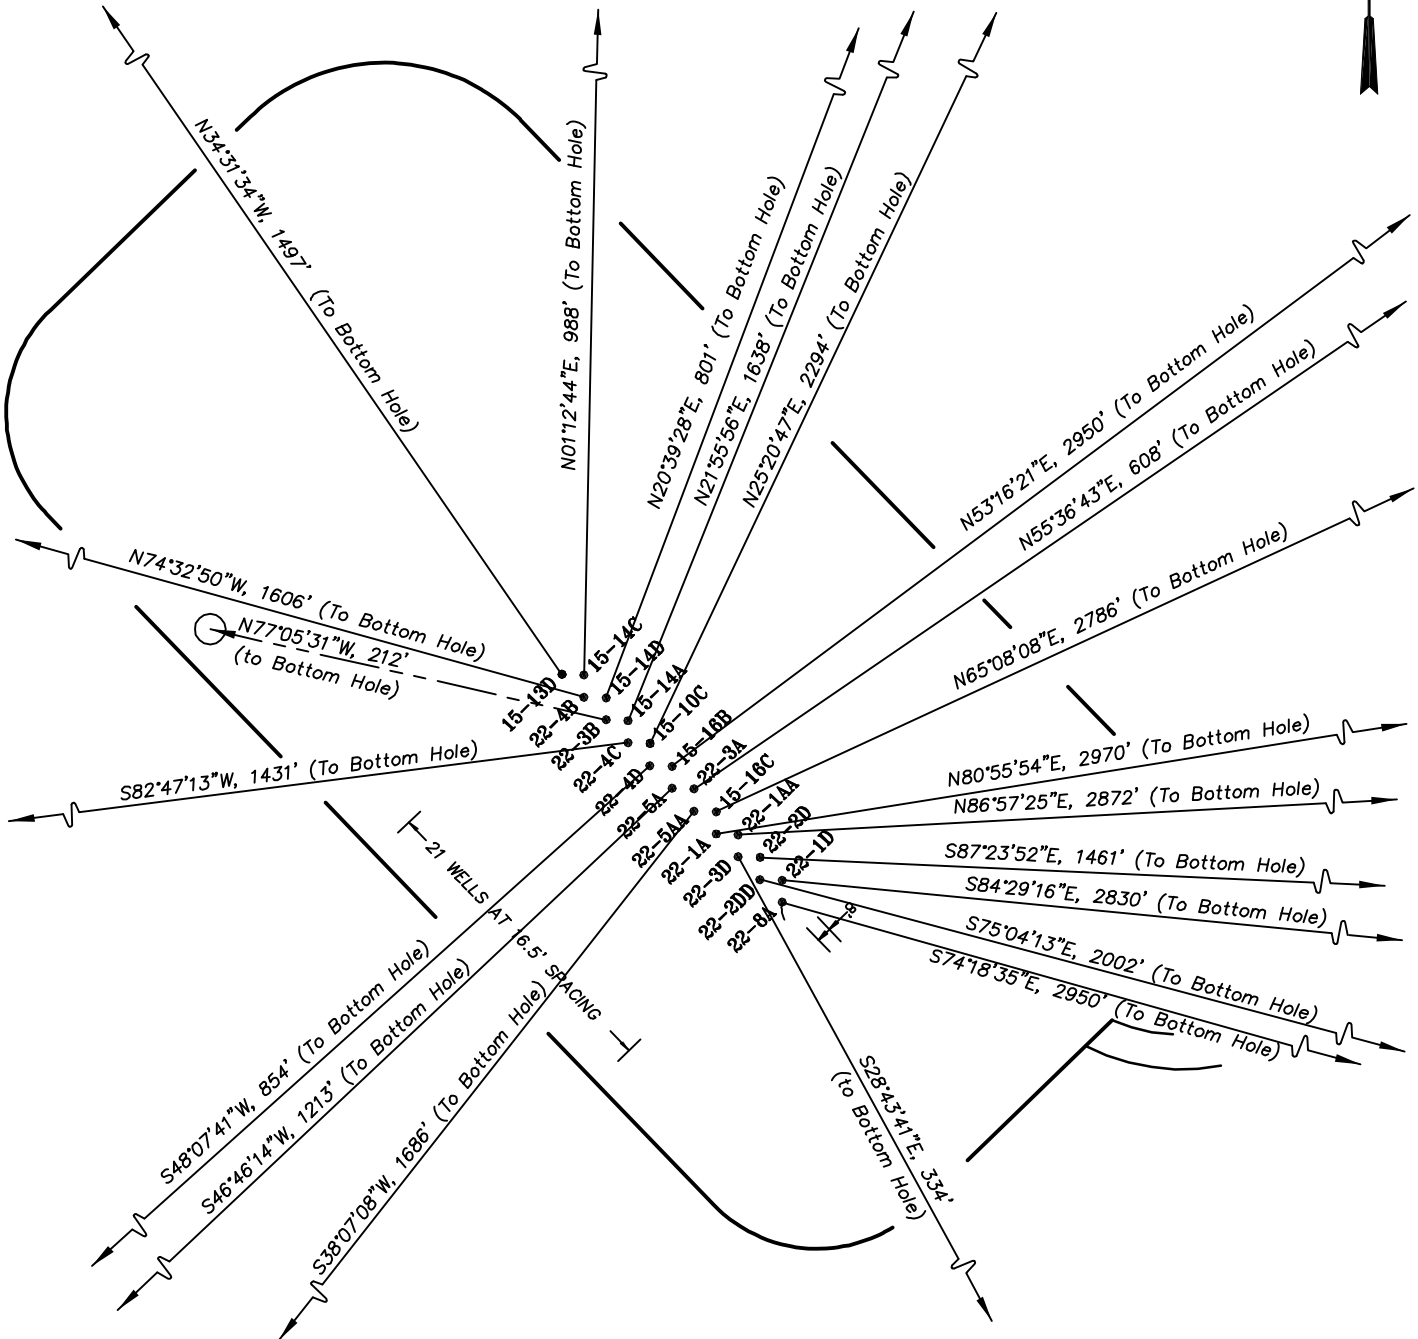 N34°31'34"W, 1497' (To Bottom Hole)
N01°12'44"E, 988' (To Bottom Hole)
N20°39'28"E, 801' (To Bottom Hole)
N21°55'56"E, 1638' (To Bottom Hole)
N25°20'47"E, 2294' (To Bottom Hole)
N53°16'21"E, 2950' (To Bottom Hole)
N55°36'43"E, 608' (To Bottom Hole)
N65°08'08"E, 2786' (To Bottom Hole)
N74°32'50"W, 1606' (To Bottom Hole)
N77°05'31"W, 212'
(to Bottom Hole)
S82°47'13"W, 1431' (To Bottom Hole)
N80°55'54"E, 2970' (To Bottom Hole)
N86°57'25"E, 2872' (To Bottom Hole)
S87°23'52"E, 1461' (To Bottom Hole)
S84°29'16"E, 2830' (To Bottom Hole)
S75°04'13"E, 2002' (To Bottom Hole)
S74°18'35"E, 2950' (To Bottom Hole)
15-13D
15-14C
22-4B
15-14D
22-3B
15-14A
22-4C
15-10C
22-4D
15-16B
22-5A
22-3A
22-5AA
15-16C
22-1A
22-1AA
22-3D
22-2D
22-2DD
22-1D
22-8A
8'
21 WELLS AT 16.5' SPACING
S48°07'41"W, 854' (To Bottom Hole)
S46°46'14"W, 1213' (To Bottom Hole)
S38°07'08"W, 1686' (To Bottom Hole)
S28°43'41"E, 334'
(to Bottom Hole)